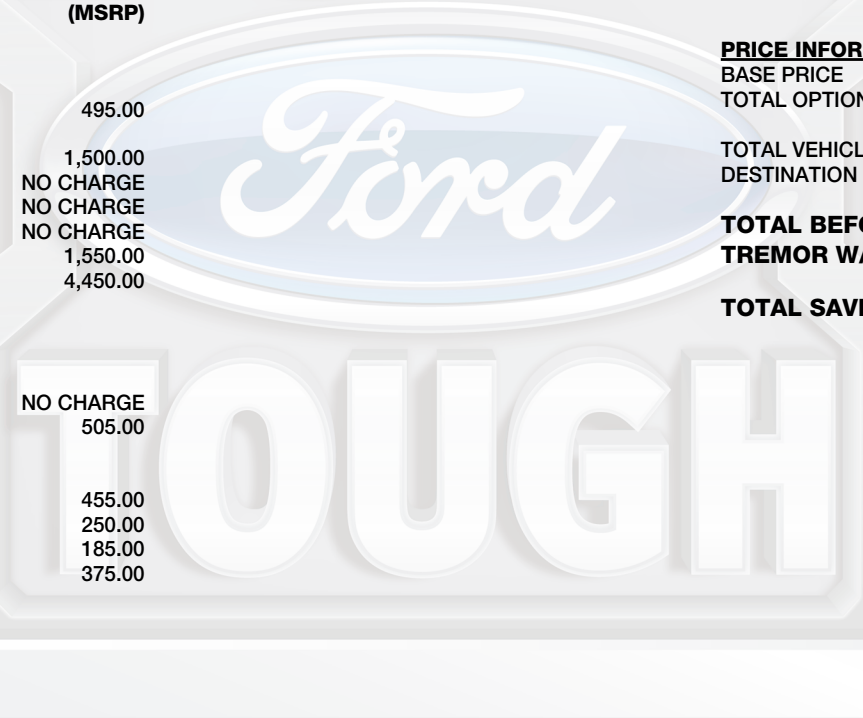 (MSRP)
495.00
1,500.00
NO CHARGE
NO CHARGE
NO CHARGE
1,550.00
4,450.00
NO CHARGE
505.00
455.00
250.00
185.00
375.00
PRICE INFOR
BASE PRICE
TOTAL OPTION
TOTAL VEHICL
DESTINATION
TOTAL BEFO
TREMOR WA
TOTAL SAVI
Ford
TOUGH